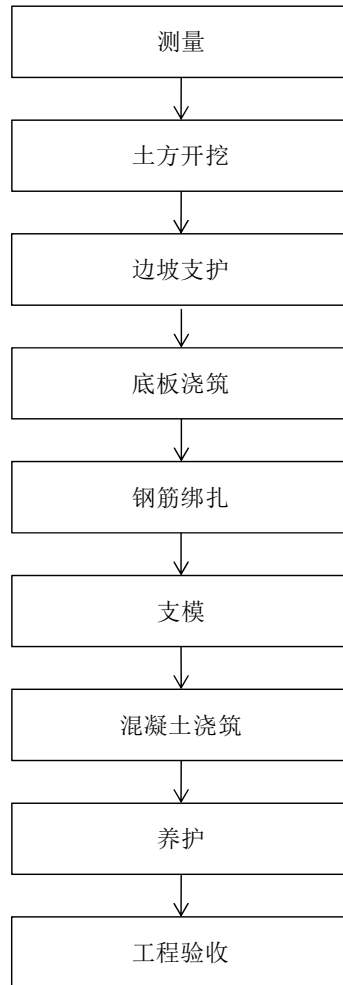 测量
土方开挖
边坡支护
底板浇筑
钢筋绑扎
支模
混凝土浇筑
养护
工程验收